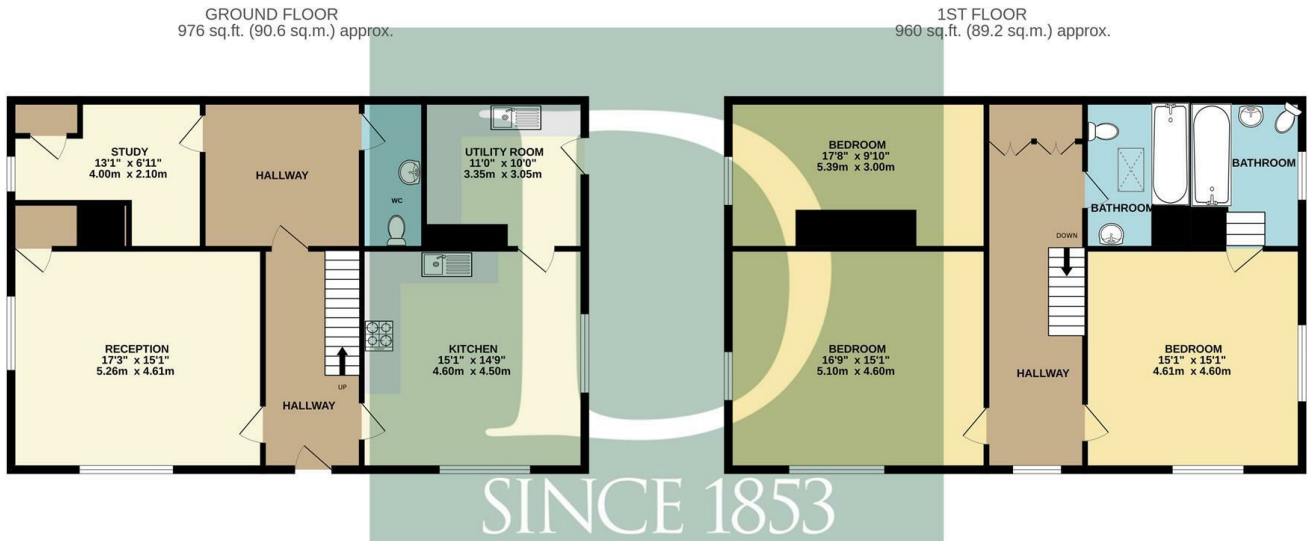 GROUND FLOOR
976 sq.ft. (90.6 sq.m.) approx.
STUDY
13'1" x 6'11"
4.00m x 2.10m
HALLWAY
WC
UTILITY ROOM
11'0" x 10'0"
3.35m x 3.05m
RECEPTION
17'3" x 15'1"
5.26m x 4.61m
UP
HALLWAY
KITCHEN
15'1" x 14'9"
4.60m x 4.50m
1ST FLOOR
960 sq.ft. (89.2 sq.m.) approx.
BEDROOM
17'8" x 9'10"
5.39m x 3.00m
BATHROOM
BATHROOM
DOWN
BEDROOM
16'9" x 15'1"
5.10m x 4.60m
HALLWAY
BEDROOM
15'1" x 15'1"
4.61m x 4.60m
D
SINCE 1853